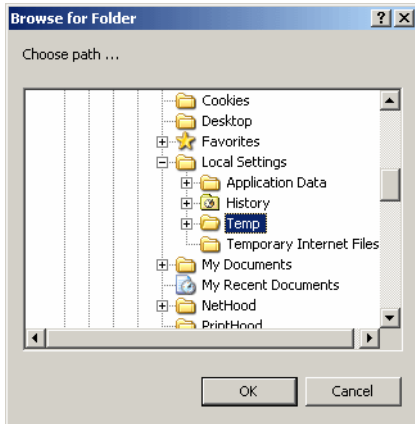 Browse for Folder
Choose path ...
Cookies
Desktop
Favorites
Local Settings
Application Data
History
Temp
Temporary Internet Files
My Documents
My Recent Documents
NetHood
PrintHood
OK
Cancel